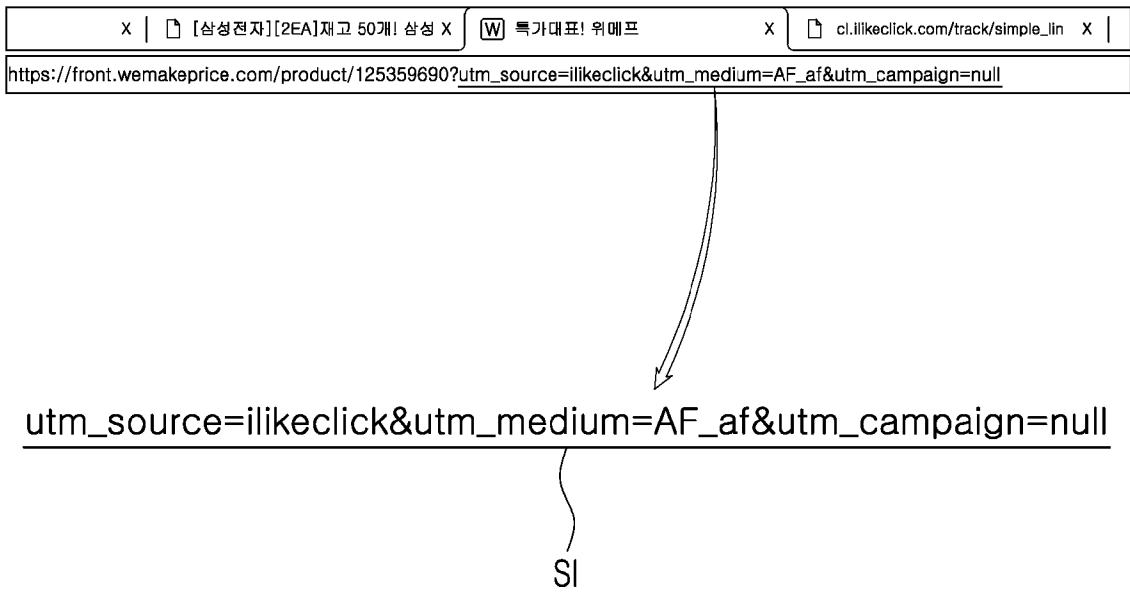 X | [삼성전자][2EA]재고 50개! 삼성 X W 특가대표! 위메프 X cl.ilikeclick.com/track/simple_lin X |
https://front.wemakeprice.com/product/125359690?utm_source=ilikeclick&utm_medium=AF_af&utm_campaign=null
utm_source=ilikeclick&utm_medium=AF_af&utm_campaign=null
SI